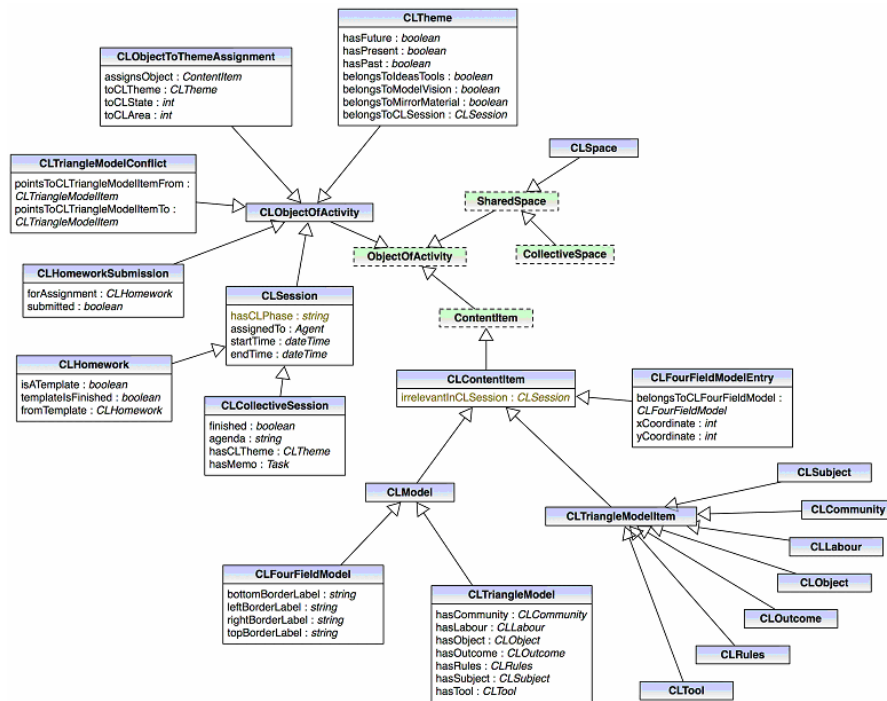 CLTheme
hasFuture : boolean
hasPresent : boolean
hasPast : boolean
belongsToIdeasTools : boolean
belongsToModelVision : boolean
belongsToMirrorMaterial : boolean
belongsToCLSession : CLSession
CLObjectToThemeAssignment
assignsObject : ContentItem
toCLTheme : CLTheme
toCLState : int
toCLArea : int
CLSpace
CLTriangleModelConflict
pointsToCLTriangleModelItemFrom :
CLTriangleModelItem
pointsToCLTriangleModelItemTo :
CLTriangleModelItem
SharedSpace
CLObjectOfActivity
CollectiveSpace
ObjectOfActivity
CLHomeworkSubmission
forAssignment : CLHomework
submitted : boolean
CLSession
hasCLPhase : string
assignedTo : Agent
startTime : dateTime
endTime : dateTime
ContentItem
CLHomework
isATemplate : boolean
templateIsFinished : boolean
fromTemplate : CLHomework
CLContentItem
irrelevantInCLSession : CLSession
CLFourFieldModelEntry
belongsToCLFourFieldModel :
CLFourFieldModel
xCoordinate : int
yCoordinate : int
CLCollectiveSession
finished : boolean
agenda : string
hasCLTheme : CLTheme
hasMemo : Task
CLSubject
CLModel
CLCommunity
CLTriangleModelItem
CLLabour
CLFourFieldModel
bottomBorderLabel : string
leftBorderLabel : string
rightBorderLabel : string
topBorderLabel : string
CLObject
CLTriangleModel
hasCommunity : CLCommunity
hasLabour : CLLabour
hasObject : CLObject
hasOutcome : CLOutcome
hasRules : CLRules
hasSubject : CLSubject
hasTool : CLTool
CLOutcome
CLRules
CLTool